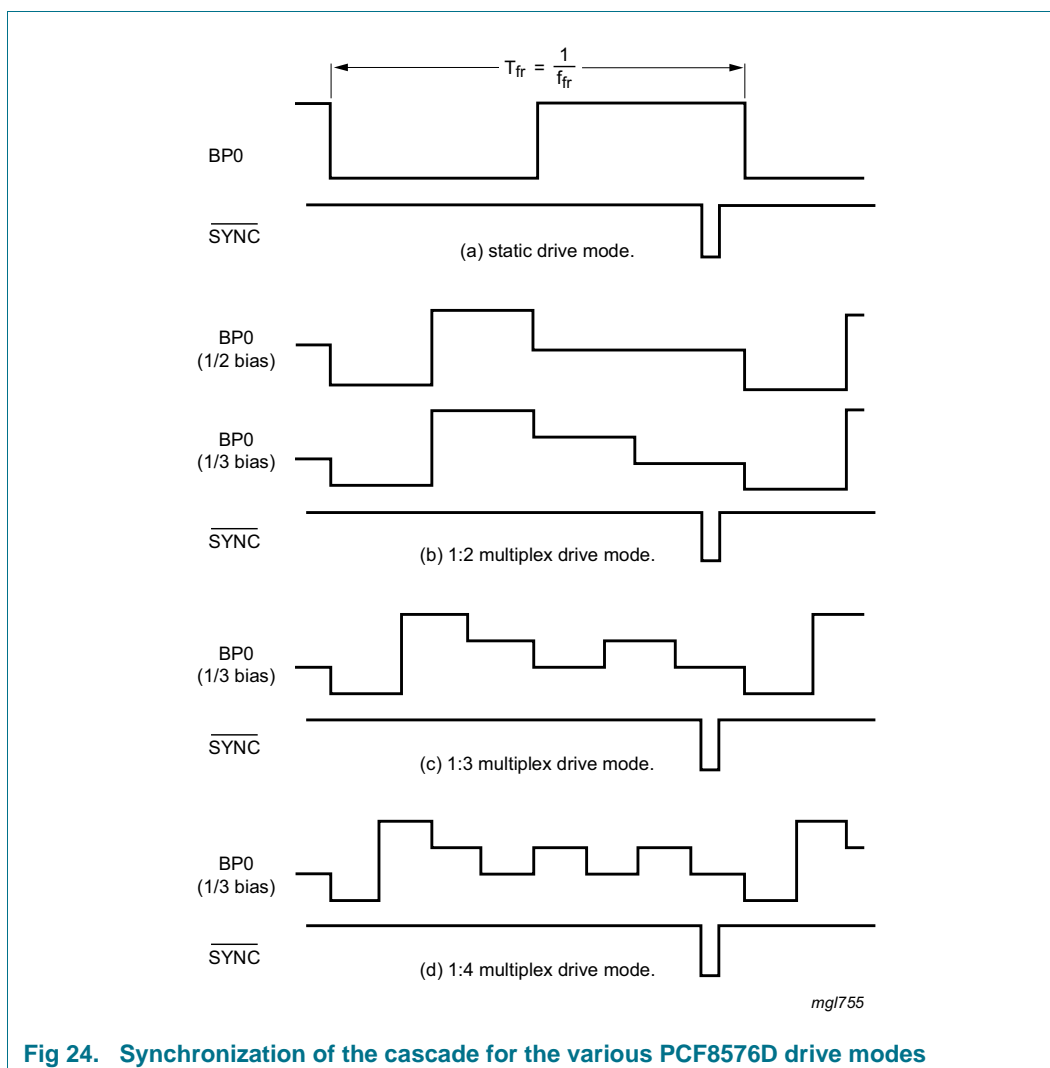 Tfr = 1/ffr
BP0
SYNC
(a) static drive mode.
BP0
(1/2 bias)
BP0
(1/3 bias)
SYNC
(b) 1:2 multiplex drive mode.
BP0
(1/3 bias)
SYNC
(c) 1:3 multiplex drive mode.
BP0
(1/3 bias)
SYNC
(d) 1:4 multiplex drive mode.
mgl755
Fig 24. Synchronization of the cascade for the various PCF8576D drive modes